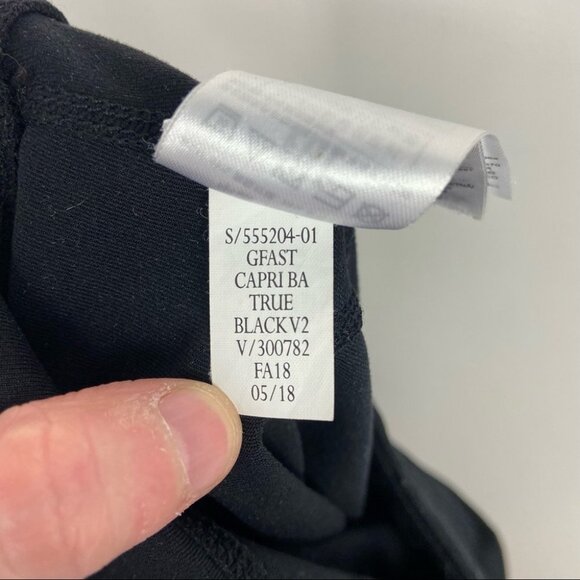 S/555204-01
GFAST
CAPRI BA
TRUE
BLACK V2
V/300782
FA18
05/18